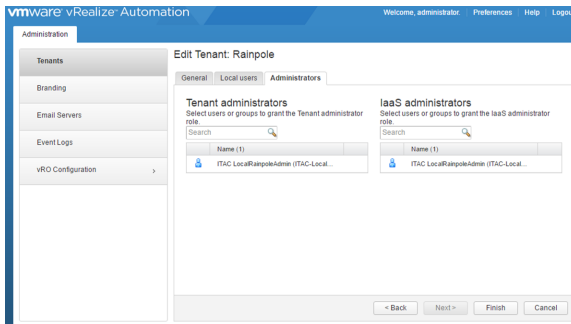 vmware vRealize Automation
Welcome, administrator. Preferences Help Logou
Administration
Tenants
Branding
Email Servers
Event Logs
vRO Configuration >
Edit Tenant: Rainpole
General Local users Administrators
Tenant administrators
Select users or groups to grant the Tenant administrator
role.
Search
Name (1)
ITAC LocalRainpoleAdmin (ITAC-Local...
IaaS administrators
Select users or groups to grant the IaaS administrator
role.
Search
Name (1)
ITAC LocalRainpoleAdmin (ITAC-Local...
< Back Next > Finish Cancel